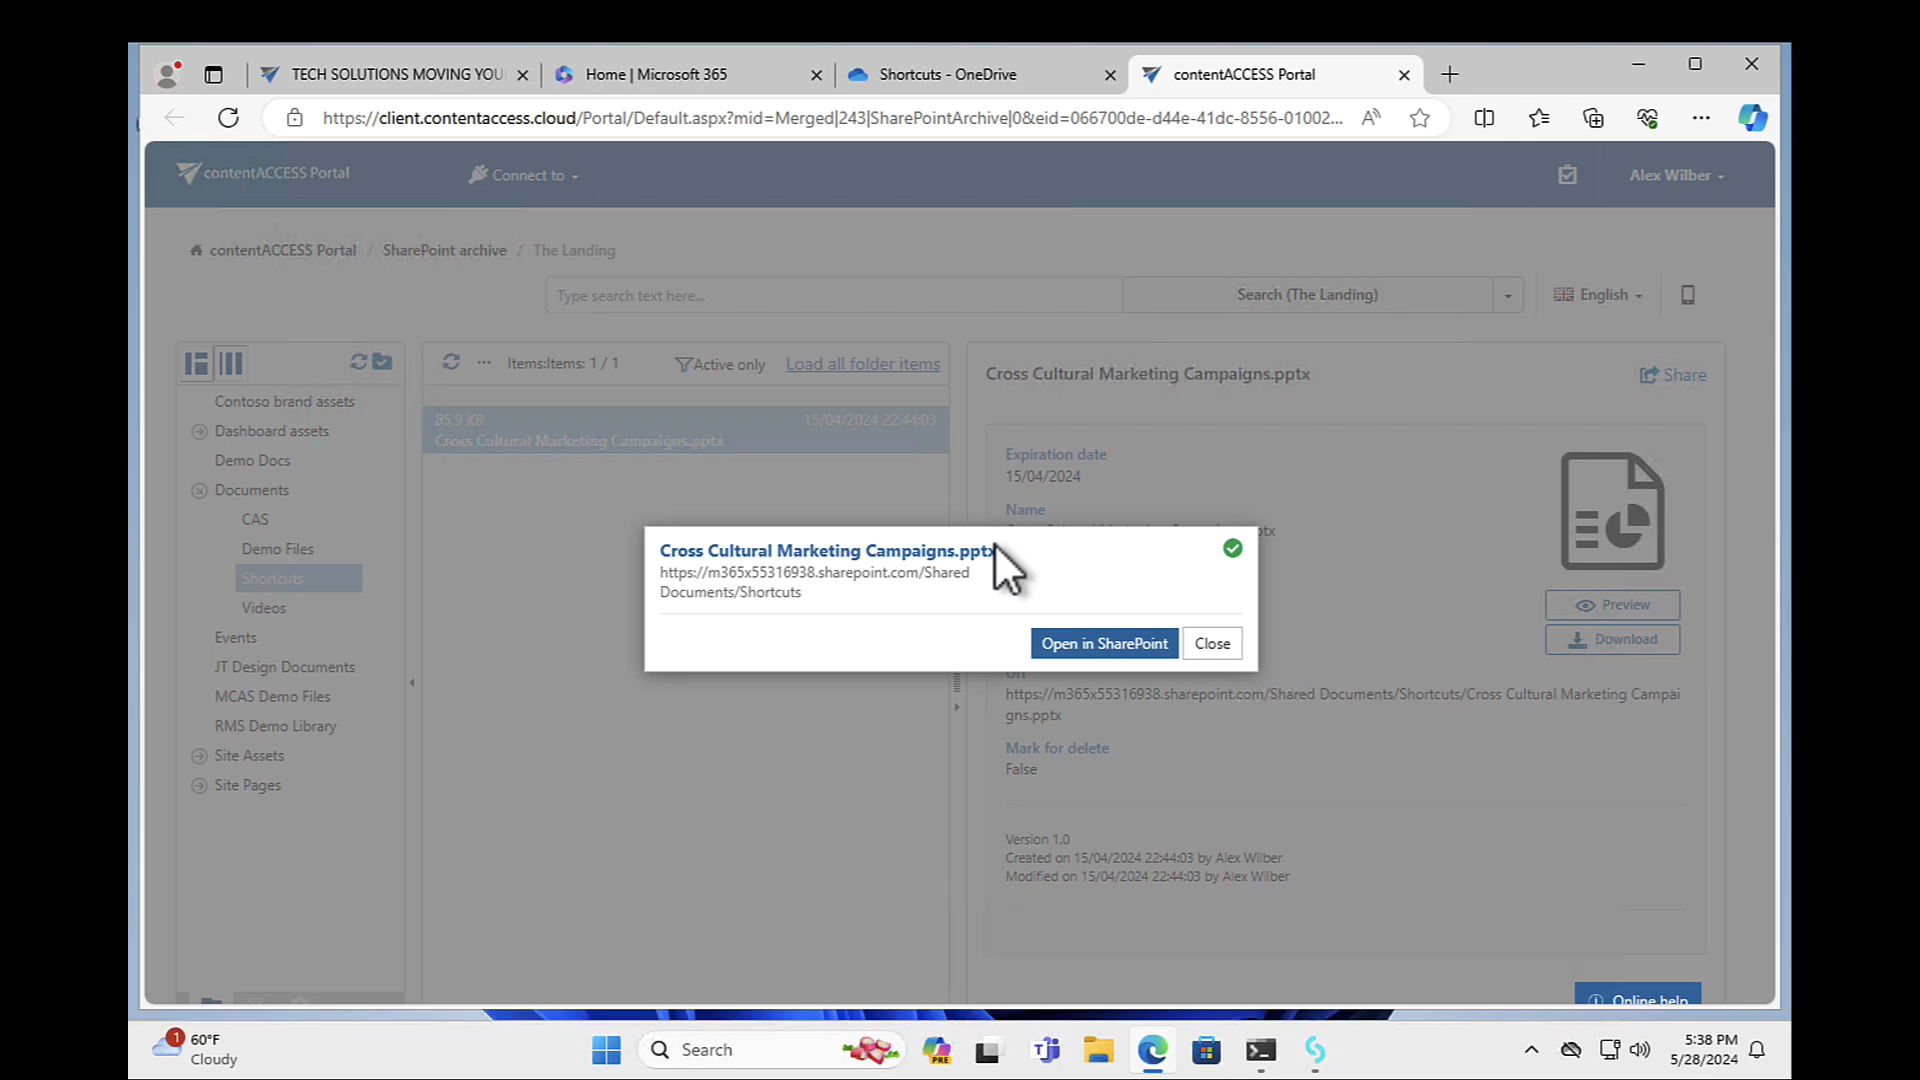 TECH SOLUTIONS MOVING YOU
Home | Microsoft 365
Shortcuts - OneDrive
contentACCESS Portal
https://client.contentaccess.cloud/Portal/Default.aspx?mid=Merged|243|SharePointArchive|0&eid=066700de-d44e-41dc-8556-01002...
contentACCESS Portal
Connect to
Alex Wilber
contentACCESS Portal / SharePoint archive / The Landing
Type search text here...
Search (The Landing)
English
Items:Items: 1 / 1
Active only
Load all folder items
Contoso brand assets
Dashboard assets
Demo Docs
Documents
CAS
Demo Files
Shortcuts
Videos
Events
JT Design Documents
MCAS Demo Files
RMS Demo Library
Site Assets
Site Pages
35.9 KB
15/04/2024 22:44:03
Cross Cultural Marketing Campaigns.pptx
Cross Cultural Marketing Campaigns.pptx
Share
Expiration date
15/04/2024
Name
Preview
Download
Cross Cultural Marketing Campaigns.pptx
https://m365x55316938.sharepoint.com/Shared
Documents/Shortcuts
Open in SharePoint
Close
https://m365x55316938.sharepoint.com/Shared Documents/Shortcuts/Cross Cultural Marketing Campai
gns.pptx
Mark for delete
False
Version 1.0
Created on 15/04/2024 22:44:03 by Alex Wilber
Modified on 15/04/2024 22:44:03 by Alex Wilber
Online help
1
60°F
Cloudy
Search
PRE
5:38 PM
5/28/2024